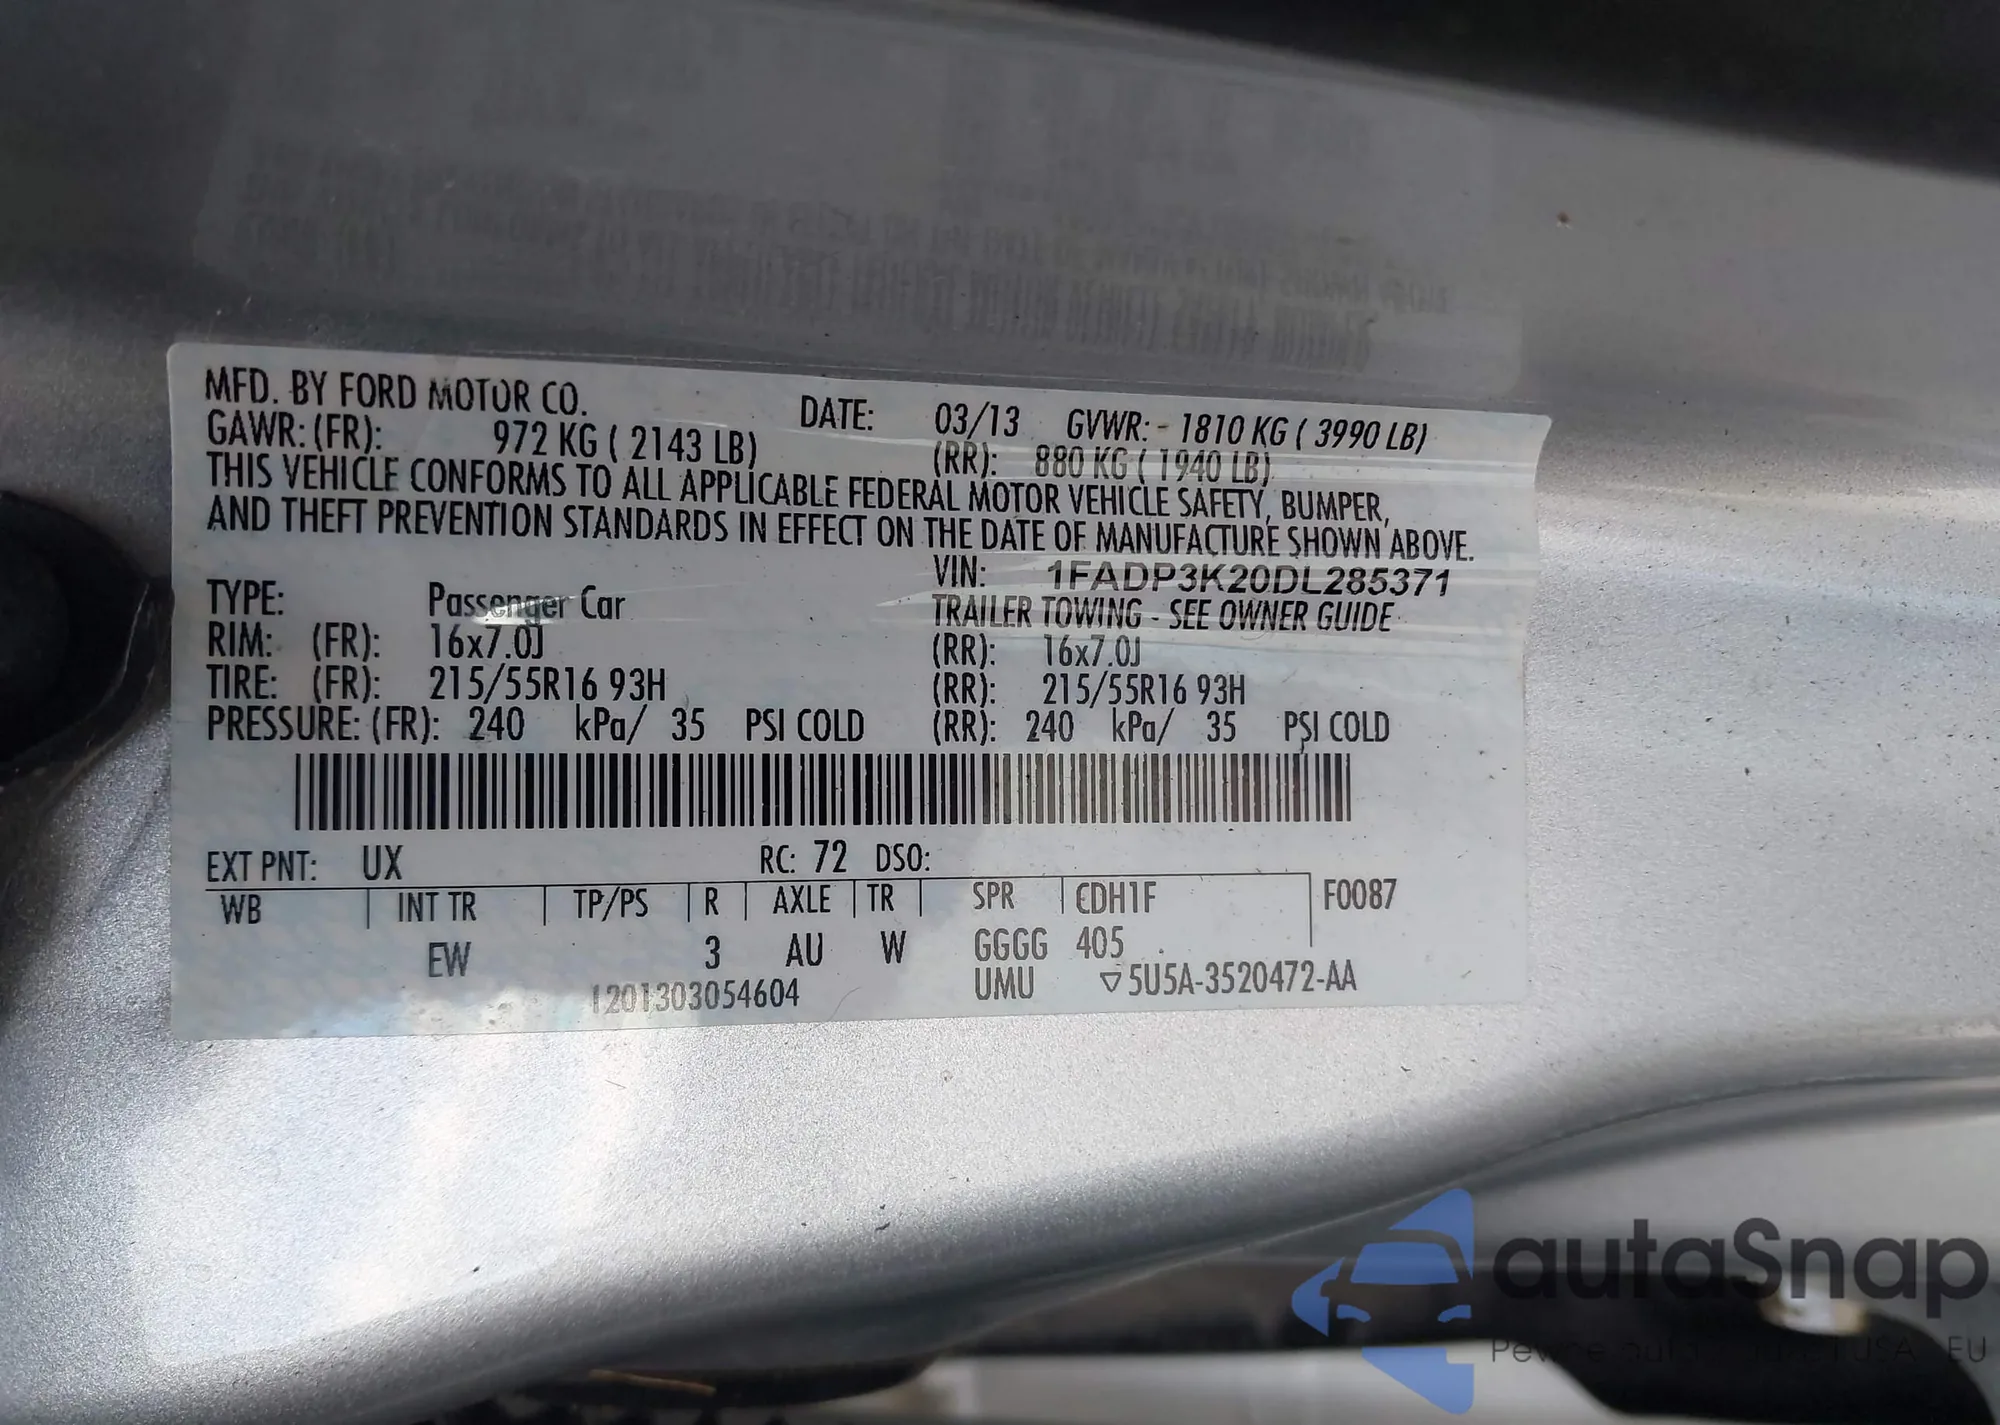 MFD. BY FORD MOTOR CO. DATE: 03/13 GVWR: 1810 KG ( 3990 LB)
GAWR: (FR): 972 KG ( 2143 LB) (RR): 880 KG ( 1940 LB)
THIS VEHICLE CONFORMS TO ALL APPLICABLE FEDERAL MOTOR VEHICLE SAFETY, BUMPER,
AND THEFT PREVENTION STANDARDS IN EFFECT ON THE DATE OF MANUFACTURE SHOWN ABOVE.
VIN: 1FADP3K20DL285371
TYPE: Passenger Car TRAILER TOWING - SEE OWNER GUIDE
RIM: (FR): 16x7.0J (RR): 16x7.0J
TIRE: (FR): 215/55R16 93H (RR): 215/55R16 93H
PRESSURE: (FR): 240 kPa/ 35 PSI COLD (RR): 240 kPa/ 35 PSI COLD
EXT PNT: UX RC: 72 DSO:
WB INT TR TP/PS R AXLE TR SPR CDH1F F0087
EW 3 AU W GGGG 405
1201303054604 UMU ▽5U5A-3520472-AA
autaSnap
USA EU